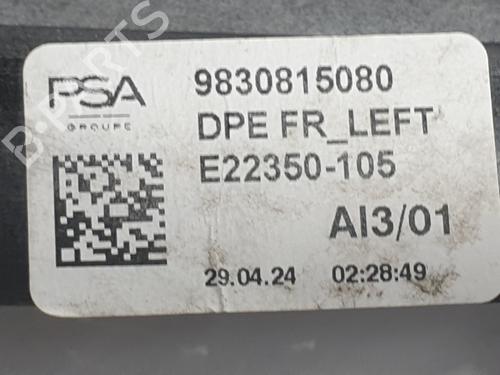 PSA
GROUPE
9830815080
DPE FR_LEFT
E22350-105
AI3/01
29.04.24 02:28:49
B-PARTS